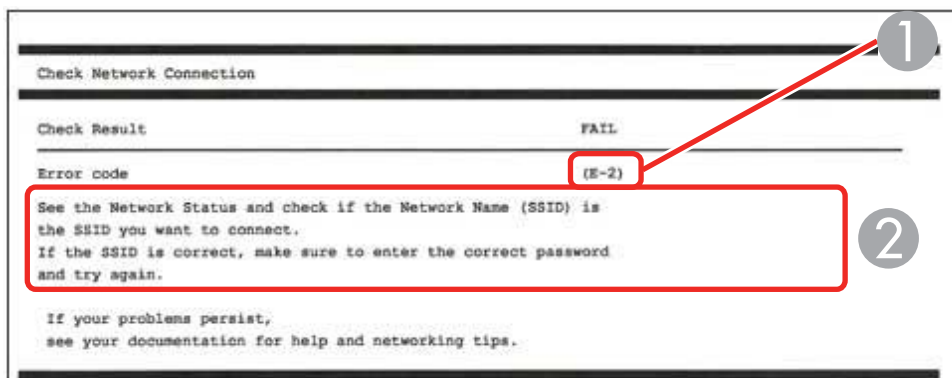 1
Check Network Connection
Check Result FAIL
Error code (E-2)
See the Network Status and check if the Network Name (SSID) is
the SSID you want to connect.
If the SSID is correct, make sure to enter the correct password
and try again.
2
If your problems persist,
see your documentation for help and networking tips.